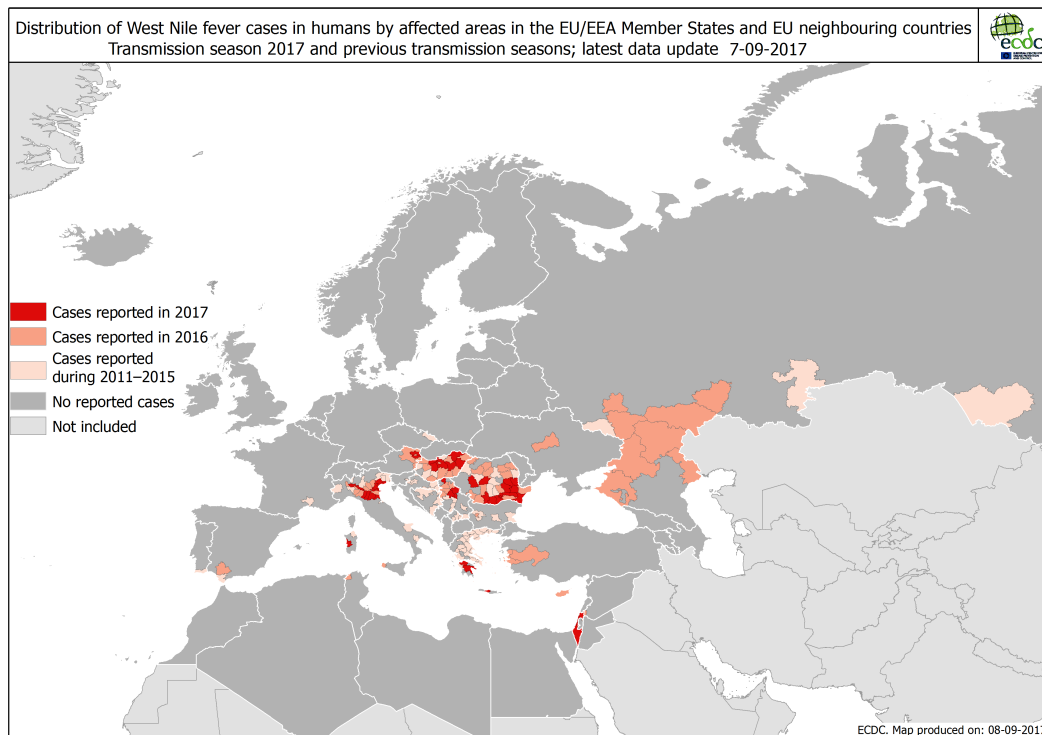 Distribution of West Nile fever cases in humans by affected areas in the EU/EEA Member States and EU neighbouring countries
Transmission season 2017 and previous transmission seasons; latest data update 7-09-2017
ecdc
Cases reported in 2017
Cases reported in 2016
Cases reported
during 2011–2015
No reported cases
Not included
ECDC. Map produced on: 08-09-2017